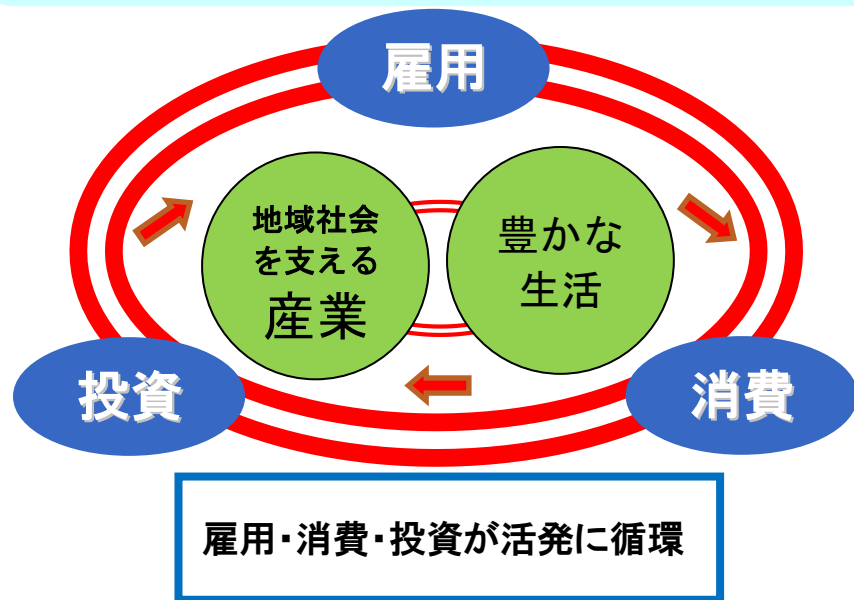 雇用
地域社会
を支える
産業
豊かな
生活
投資
消費
雇用･消費･投資が活発に循環